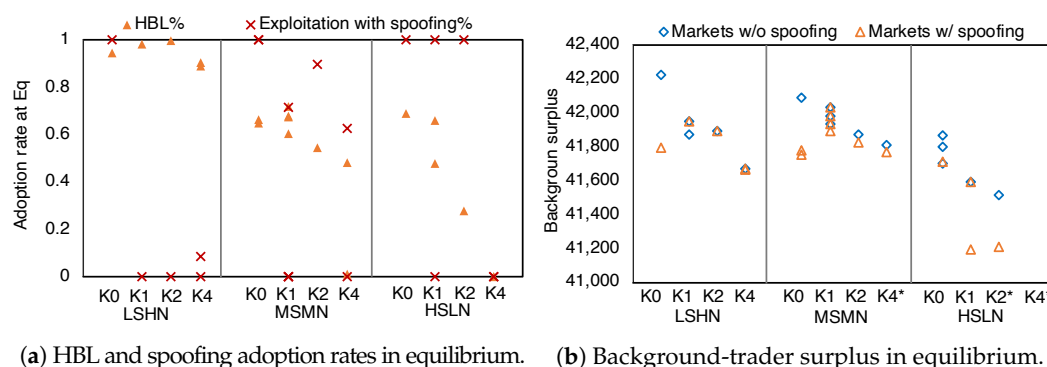 HBL% Exploitation with spoofing%
Adoption rate at Eq
1
0.8
0.6
0.4
0.2
0
K0 K1 K2 K4 K0 K1 K2 K4 K0 K1 K2 K4
LSHN MSMN HSLN
(a) HBL and spoofing adoption rates in equilibrium.
Markets w/o spoofing Markets w/ spoofing
Backgroun surplus
42,400
42,200
42,000
41,800
41,600
41,400
41,200
41,000
K0 K1 K2 K4 K0 K1 K2 K4* K0 K1 K2* K4*
LSHN MSMN HSLN
(b) Background-trader surplus in equilibrium.